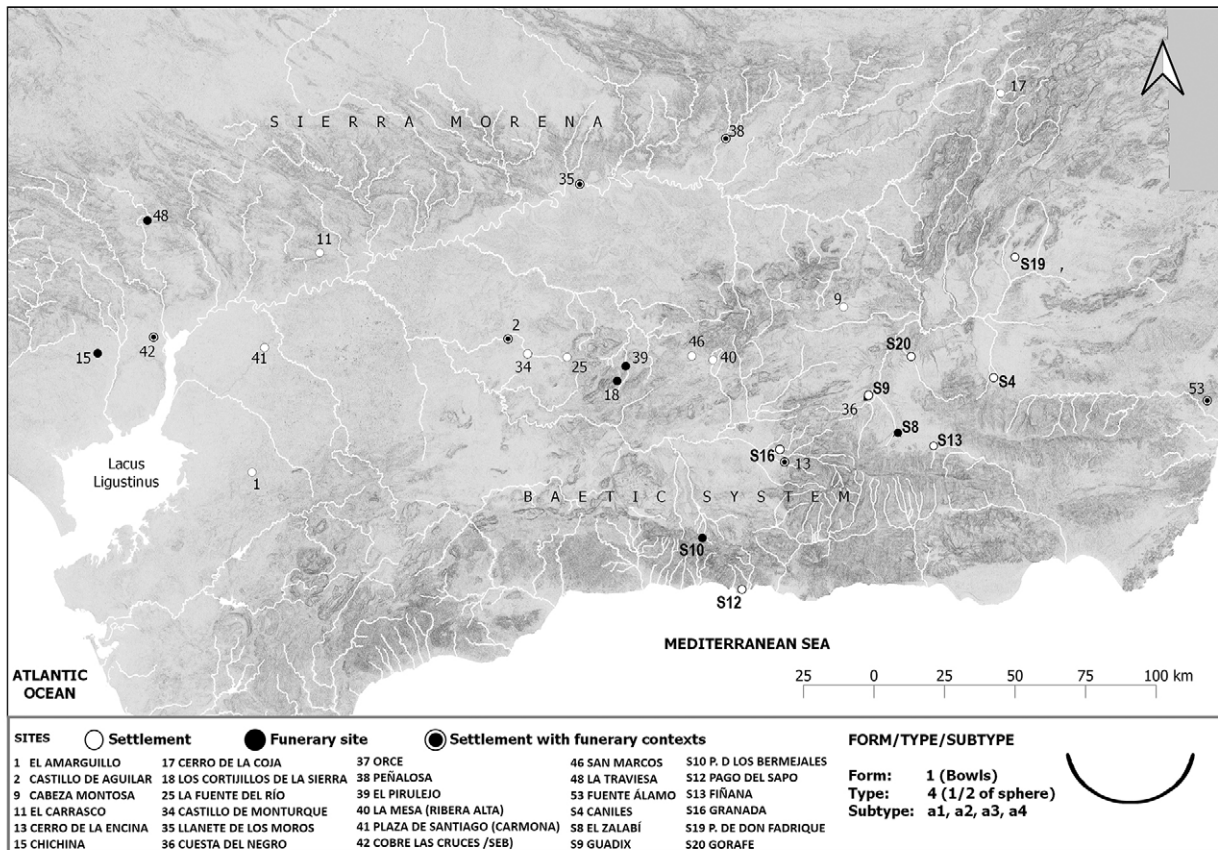 SIERRA MORENA
17
38
35
48
11
S19
9
2
46
42
41
34
25
39
40
S20
15
18
S4
53
S9
36
S8
S13
S16
13
Lacus
Ligustinus
1
BAETIC SYSTEM
S10
S12
MEDITERRANEAN SEA
ATLANTIC
OCEAN
25 0 25 50 75 100 km
SITES Settlement Funerary site Settlement with funerary contexts
1 EL AMARGUILLO
2 CASTILLO DE AGUILAR
9 CABEZA MONTOSA
11 EL CARRASCO
13 CERRO DE LA ENCINA
15 CHICHINA
17 CERRO DE LA COJA
18 LOS CORTIJILLOS DE LA SIERRA
25 LA FUENTE DEL RÍO
34 CASTILLO DE MONTURQUE
35 LLANETE DE LOS MOROS
36 CUESTA DEL NEGRO
37 ORCE
38 PEÑALOSA
39 EL PIRULEJO
40 LA MESA (RIBERA ALTA)
41 PLAZA DE SANTIAGO (CARMONA)
42 COBRE LAS CRUCES /SEB)
46 SAN MARCOS
48 LA TRAVIESA
53 FUENTE ÁLAMO
S4 CANILES
S8 EL ZALABÍ
S9 GUADIX
S10 P. D LOS BERMEJALES
S12 PAGO DEL SAPO
S13 FIÑANA
S16 GRANADA
S19 P. DE DON FADRIQUE
S20 GORAFE
FORM/TYPE/SUBTYPE
Form: 1 (Bowls)
Type: 4 (1/2 of sphere)
Subtype: a1, a2, a3, a4